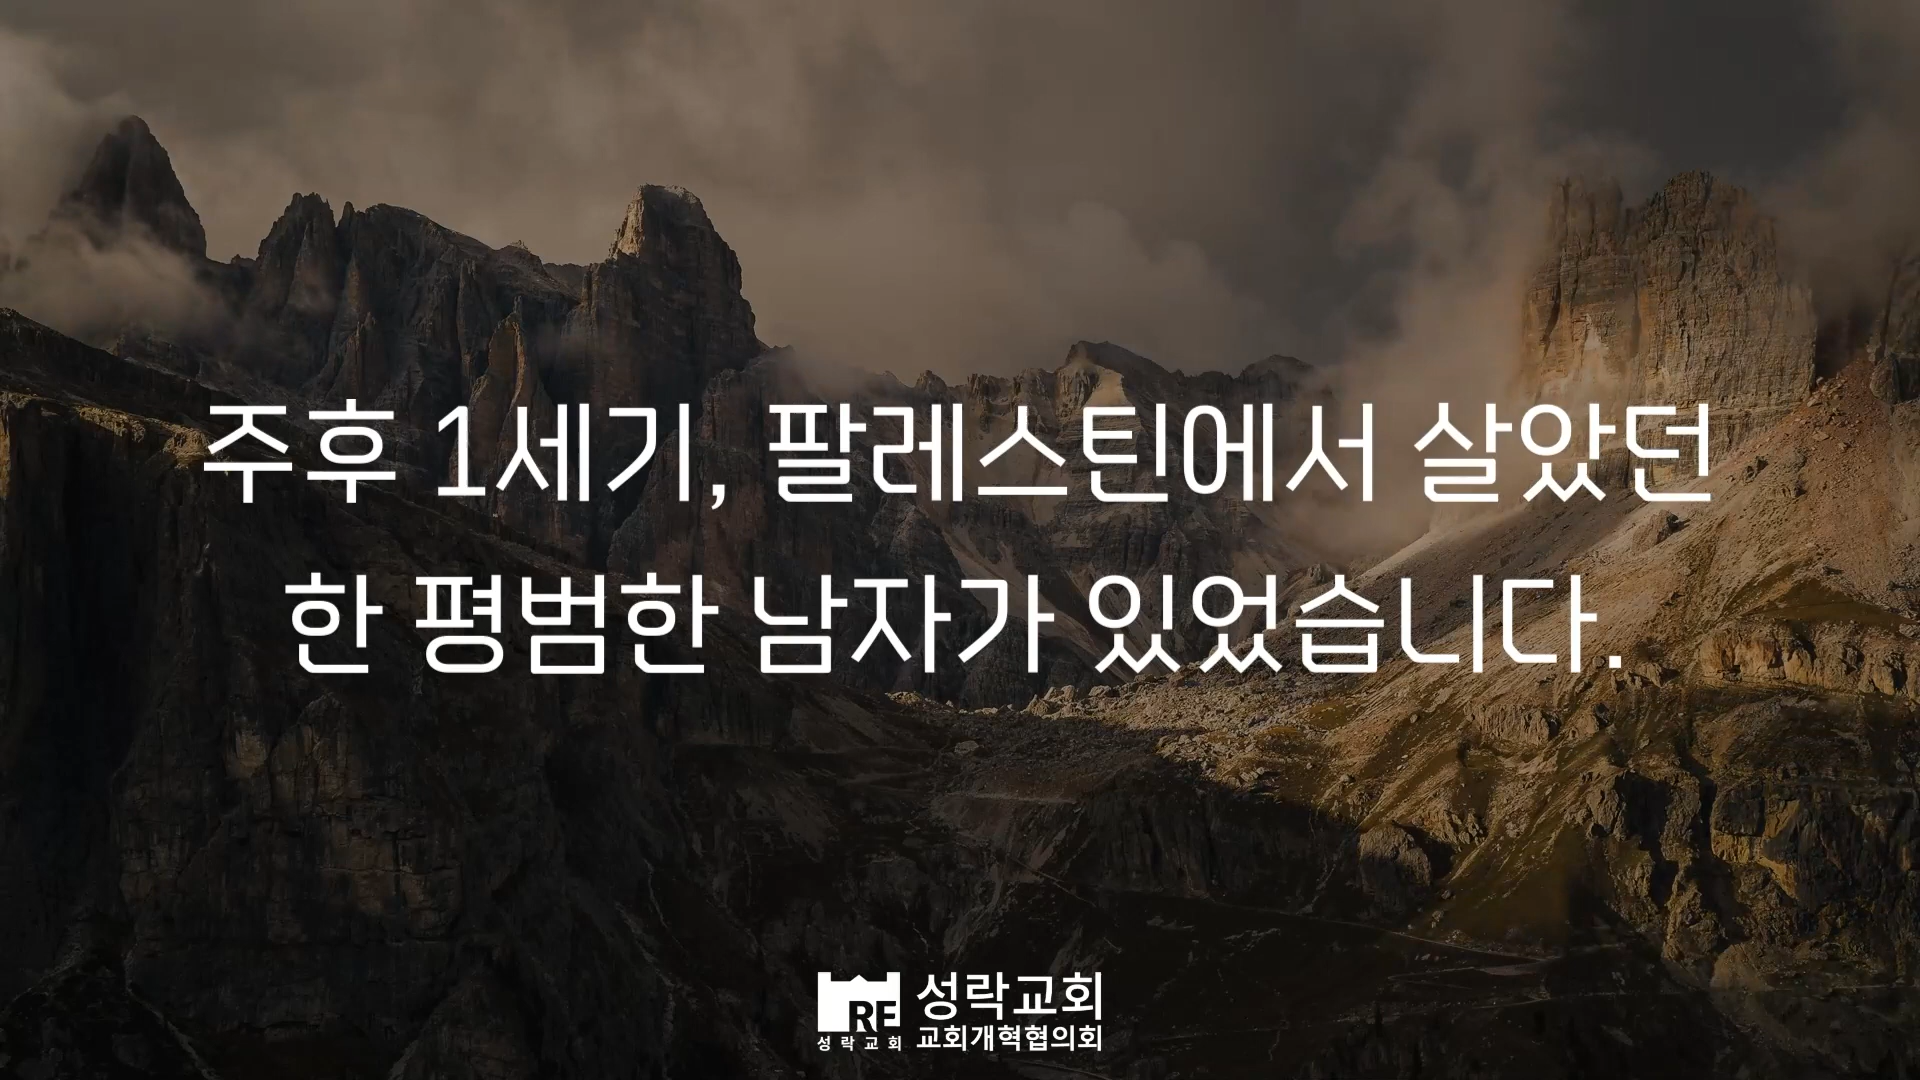 주후 1세기, 팔레스틴에서 살았던
한 평범한 남자가 있었습니다.
RE
성락교회
성락교회
교회개혁협의회